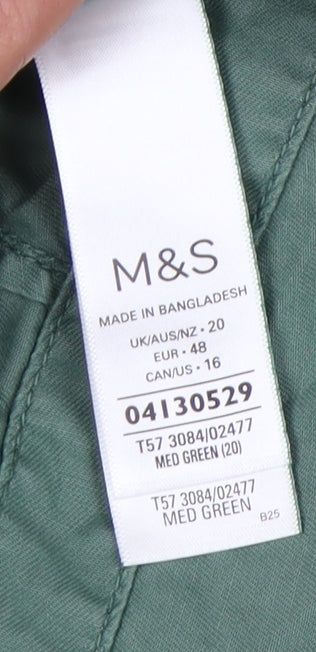 M&S
MADE IN BANGLADESH
UK/AUS/NZ • 20
EUR • 48
CAN/US • 16
04130529
T57 3084/02477
MED GREEN (20)
T57 3084/02477
MED GREEN B25